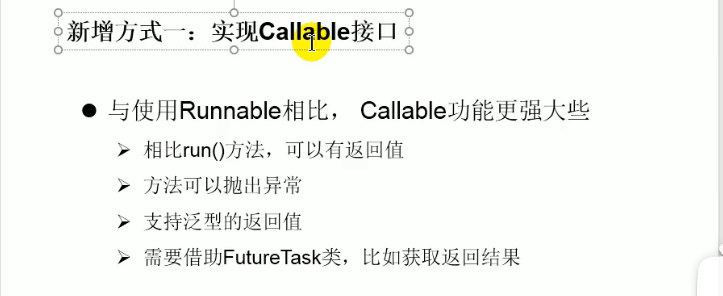 新增方式一：实现Callable接口
● 与使用Runnable相比， Callable功能更强大些
➢ 相比run()方法，可以有返回值
➢ 方法可以抛出异常
➢ 支持泛型的返回值
➢ 需要借助FutureTask类，比如获取返回结果